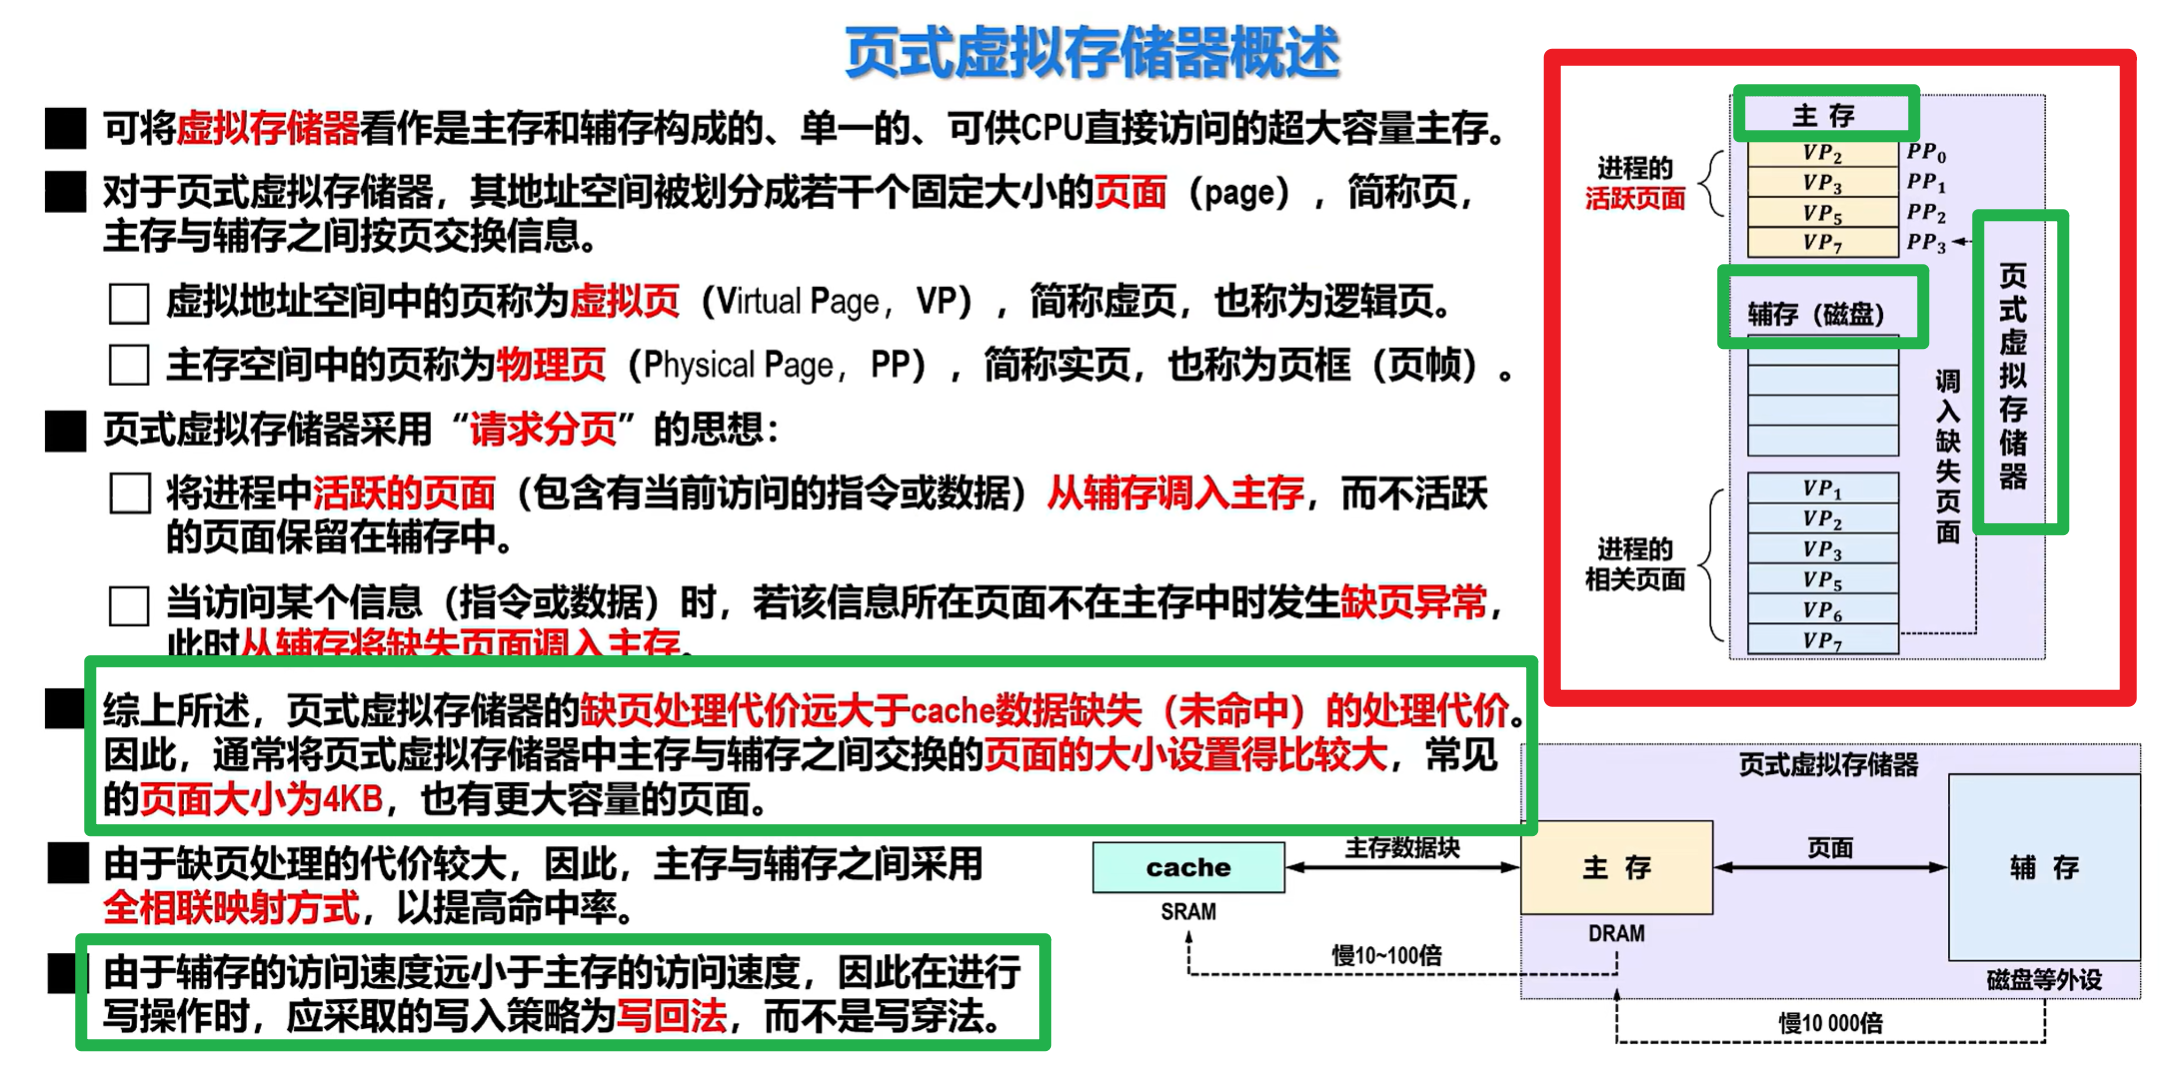 页式虚拟存储器概述
可将虚拟存储器看作是主存和辅存构成的、单一的、可供CPU直接访问的超大容量主存。
对于页式虚拟存储器，其地址空间被划分成若干个固定大小的页面（page），简称页，
主存与辅存之间按页交换信息。
虚拟地址空间中的页称为虚拟页（Virtual Page，VP），简称虚页，也称为逻辑页。
主存空间中的页称为物理页（Physical Page，PP），简称实页，也称为页框（页帧）。
页式虚拟存储器采用“请求分页”的思想：
将进程中活跃的页面（包含有当前访问的指令或数据）从辅存调入主存，而不活跃
的页面保留在辅存中。
当访问某个信息（指令或数据）时，若该信息所在页面不在主存中时发生缺页异常，
此时从辅存将缺失页面调入主存。
综上所述，页式虚拟存储器的缺页处理代价远大于cache数据缺失（未命中）的处理代价。
因此，通常将页式虚拟存储器中主存与辅存之间交换的页面的大小设置得比较大，常见
的页面大小为4KB，也有更大容量的页面。
由于缺页处理的代价较大，因此，主存与辅存之间采用
全相联映射方式，以提高命中率。
由于辅存的访问速度远小于主存的访问速度，因此在进行
写操作时，应采取的写入策略为写回法，而不是写穿法。
主 存
进程的
活跃页面
VP2 PP0
VP3 PP1
VP5 PP2
VP7 PP3
辅存（磁盘）
调入缺失页面
页式虚拟存储器
进程的
相关页面
VP1
VP2
VP3
VP5
VP6
VP7
页式虚拟存储器
cache
SRAM
主存数据块
主 存
DRAM
页面
辅 存
磁盘等外设
慢10~100倍
慢10 000倍